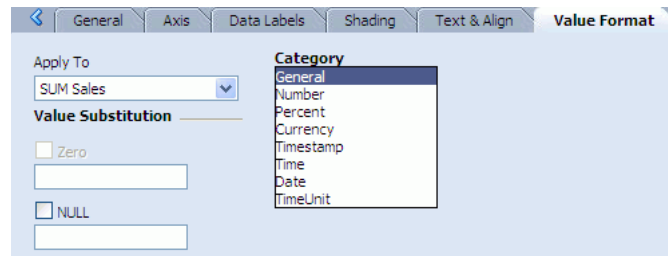 General Axis Data Labels Shading Text & Align Value Format
Apply To
SUM Sales
Value Substitution
Zero
NULL
Category
General
Number
Percent
Currency
Timestamp
Time
Date
TimeUnit